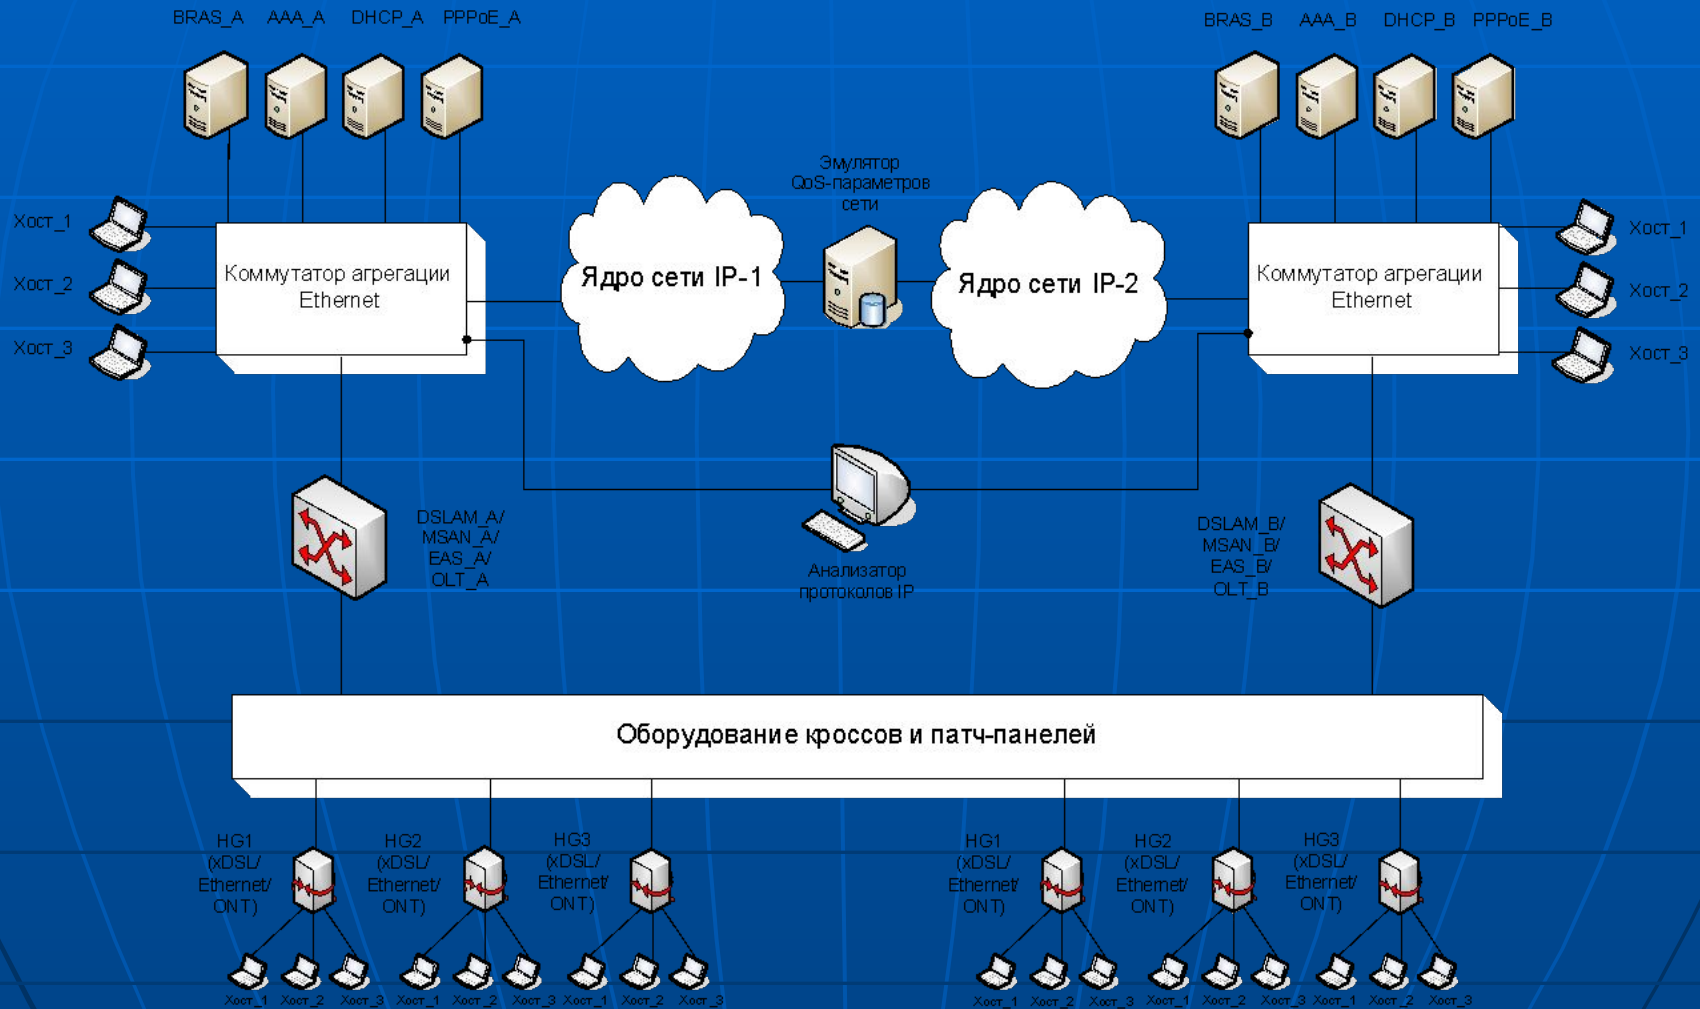 BRAS_A AAA_A DHCP_A PPPoE_A
BRAS_B AAA_B DHCP_B PPPoE_B
Хост_1
Хост_2
Хост_3
Коммутатор агрегации
Ethernet
Ядро сети IP-1
Эмулятор
QoS-параметров
сети
Ядро сети IP-2
Коммутатор агрегации
Ethernet
Хост_1
Хост_2
Хост_3
DSLAM_A/
MSAN_A/
EAS_A/
OLT_A
Анализатор
протоколов IP
DSLAM_B/
MSAN_B/
EAS_B/
OLT_B
Оборудование кроссов и патч-панелей
HG1
(xDSL/
Ethernet/
ONT)
HG2
(xDSL/
Ethernet/
ONT)
HG3
(xDSL/
Ethernet/
ONT)
HG1
(xDSL/
Ethernet/
ONT)
HG2
(xDSL/
Ethernet/
ONT)
HG3
(xDSL/
Ethernet/
ONT)
Хост_1 Хост_2 Хост_3 Хост_1 Хост_2 Хост_3 Хост_1 Хост_2 Хост_3
Хост_1 Хост_2 Хост_3 Хост_1 Хост_2 Хост_3 Хост_1 Хост_2 Хост_3